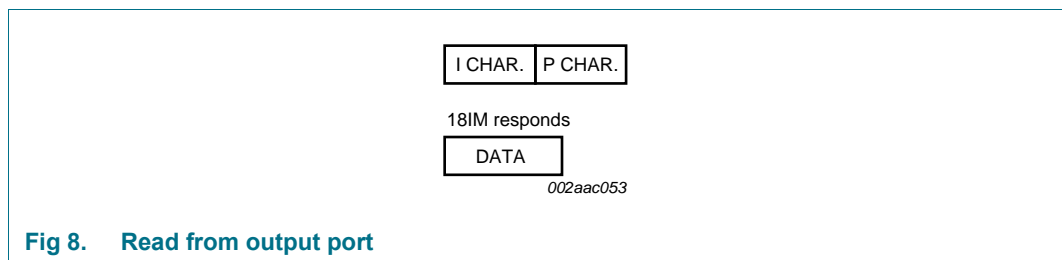 I CHAR. P CHAR.
18IM responds
DATA
002aac053
Fig 8. Read from output port